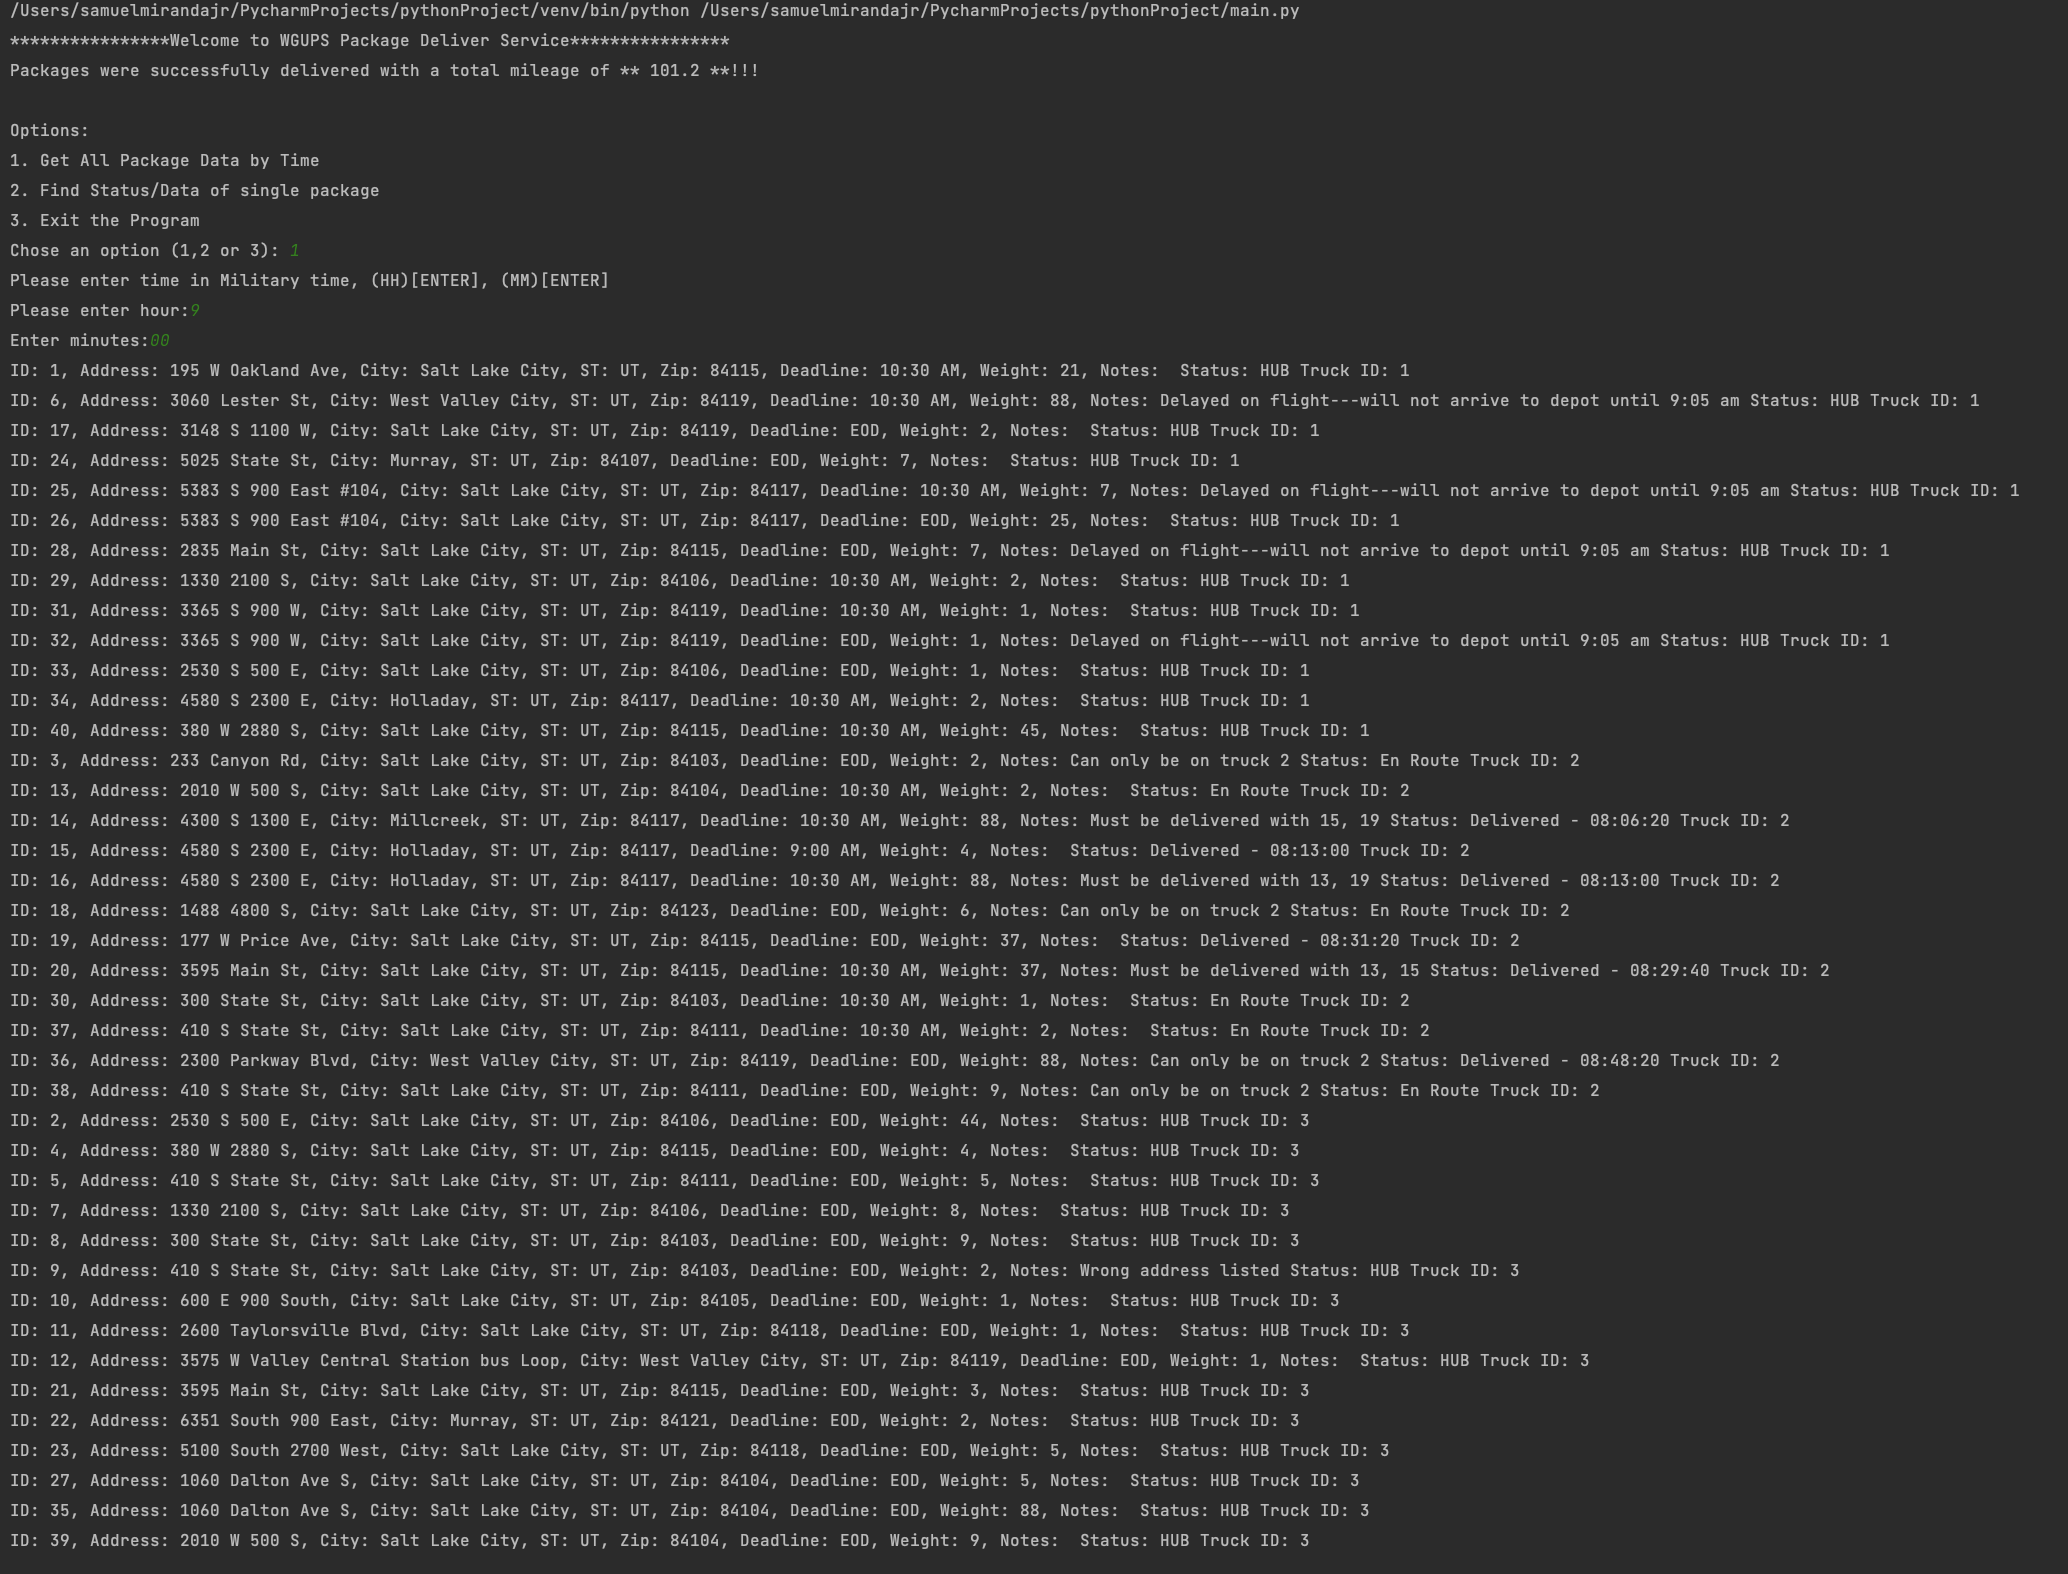 /Users/samuelmirandajr/PycharmProjects/pythonProject/venv/bin/python /Users/samuelmirandajr/PycharmProjects/pythonProject/main.py
****************Welcome to WGUPS Package Deliver Service****************
Packages were successfully delivered with a total mileage of ** 101.2 **!!!
Options:
1. Get All Package Data by Time
2. Find Status/Data of single package
3. Exit the Program
Chose an option (1,2 or 3): 1
Please enter time in Military time, (HH)[ENTER], (MM)[ENTER]
Please enter hour:9
Enter minutes:00
ID: 1, Address: 195 W Oakland Ave, City: Salt Lake City, ST: UT, Zip: 84115, Deadline: 10:30 AM, Weight: 21, Notes:  Status: HUB Truck ID: 1
ID: 6, Address: 3060 Lester St, City: West Valley City, ST: UT, Zip: 84119, Deadline: 10:30 AM, Weight: 88, Notes: Delayed on flight---will not arrive to depot until 9:05 am Status: HUB Truck ID: 1
ID: 17, Address: 3148 S 1100 W, City: Salt Lake City, ST: UT, Zip: 84119, Deadline: EOD, Weight: 2, Notes:  Status: HUB Truck ID: 1
ID: 24, Address: 5025 State St, City: Murray, ST: UT, Zip: 84107, Deadline: EOD, Weight: 7, Notes:  Status: HUB Truck ID: 1
ID: 25, Address: 5383 S 900 East #104, City: Salt Lake City, ST: UT, Zip: 84117, Deadline: 10:30 AM, Weight: 7, Notes: Delayed on flight---will not arrive to depot until 9:05 am Status: HUB Truck ID: 1
ID: 26, Address: 5383 S 900 East #104, City: Salt Lake City, ST: UT, Zip: 84117, Deadline: EOD, Weight: 25, Notes:  Status: HUB Truck ID: 1
ID: 28, Address: 2835 Main St, City: Salt Lake City, ST: UT, Zip: 84115, Deadline: EOD, Weight: 7, Notes: Delayed on flight---will not arrive to depot until 9:05 am Status: HUB Truck ID: 1
ID: 29, Address: 1330 2100 S, City: Salt Lake City, ST: UT, Zip: 84106, Deadline: 10:30 AM, Weight: 2, Notes:  Status: HUB Truck ID: 1
ID: 31, Address: 3365 S 900 W, City: Salt Lake City, ST: UT, Zip: 84119, Deadline: 10:30 AM, Weight: 1, Notes:  Status: HUB Truck ID: 1
ID: 32, Address: 3365 S 900 W, City: Salt Lake City, ST: UT, Zip: 84119, Deadline: EOD, Weight: 1, Notes: Delayed on flight---will not arrive to depot until 9:05 am Status: HUB Truck ID: 1
ID: 33, Address: 2530 S 500 E, City: Salt Lake City, ST: UT, Zip: 84106, Deadline: EOD, Weight: 1, Notes:  Status: HUB Truck ID: 1
ID: 34, Address: 4580 S 2300 E, City: Holladay, ST: UT, Zip: 84117, Deadline: 10:30 AM, Weight: 2, Notes:  Status: HUB Truck ID: 1
ID: 40, Address: 380 W 2880 S, City: Salt Lake City, ST: UT, Zip: 84115, Deadline: 10:30 AM, Weight: 45, Notes:  Status: HUB Truck ID: 1
ID: 3, Address: 233 Canyon Rd, City: Salt Lake City, ST: UT, Zip: 84103, Deadline: EOD, Weight: 2, Notes: Can only be on truck 2 Status: En Route Truck ID: 2
ID: 13, Address: 2010 W 500 S, City: Salt Lake City, ST: UT, Zip: 84104, Deadline: 10:30 AM, Weight: 2, Notes:  Status: En Route Truck ID: 2
ID: 14, Address: 4300 S 1300 E, City: Millcreek, ST: UT, Zip: 84117, Deadline: 10:30 AM, Weight: 88, Notes: Must be delivered with 15, 19 Status: Delivered - 08:06:20 Truck ID: 2
ID: 15, Address: 4580 S 2300 E, City: Holladay, ST: UT, Zip: 84117, Deadline: 9:00 AM, Weight: 4, Notes:  Status: Delivered - 08:13:00 Truck ID: 2
ID: 16, Address: 4580 S 2300 E, City: Holladay, ST: UT, Zip: 84117, Deadline: 10:30 AM, Weight: 88, Notes: Must be delivered with 13, 19 Status: Delivered - 08:13:00 Truck ID: 2
ID: 18, Address: 1488 4800 S, City: Salt Lake City, ST: UT, Zip: 84123, Deadline: EOD, Weight: 6, Notes: Can only be on truck 2 Status: En Route Truck ID: 2
ID: 19, Address: 177 W Price Ave, City: Salt Lake City, ST: UT, Zip: 84115, Deadline: EOD, Weight: 37, Notes:  Status: Delivered - 08:31:20 Truck ID: 2
ID: 20, Address: 3595 Main St, City: Salt Lake City, ST: UT, Zip: 84115, Deadline: 10:30 AM, Weight: 37, Notes: Must be delivered with 13, 15 Status: Delivered - 08:29:40 Truck ID: 2
ID: 30, Address: 300 State St, City: Salt Lake City, ST: UT, Zip: 84103, Deadline: 10:30 AM, Weight: 1, Notes:  Status: En Route Truck ID: 2
ID: 37, Address: 410 S State St, City: Salt Lake City, ST: UT, Zip: 84111, Deadline: 10:30 AM, Weight: 2, Notes:  Status: En Route Truck ID: 2
ID: 36, Address: 2300 Parkway Blvd, City: West Valley City, ST: UT, Zip: 84119, Deadline: EOD, Weight: 88, Notes: Can only be on truck 2 Status: Delivered - 08:48:20 Truck ID: 2
ID: 38, Address: 410 S State St, City: Salt Lake City, ST: UT, Zip: 84111, Deadline: EOD, Weight: 9, Notes: Can only be on truck 2 Status: En Route Truck ID: 2
ID: 2, Address: 2530 S 500 E, City: Salt Lake City, ST: UT, Zip: 84106, Deadline: EOD, Weight: 44, Notes:  Status: HUB Truck ID: 3
ID: 4, Address: 380 W 2880 S, City: Salt Lake City, ST: UT, Zip: 84115, Deadline: EOD, Weight: 4, Notes:  Status: HUB Truck ID: 3
ID: 5, Address: 410 S State St, City: Salt Lake City, ST: UT, Zip: 84111, Deadline: EOD, Weight: 5, Notes:  Status: HUB Truck ID: 3
ID: 7, Address: 1330 2100 S, City: Salt Lake City, ST: UT, Zip: 84106, Deadline: EOD, Weight: 8, Notes:  Status: HUB Truck ID: 3
ID: 8, Address: 300 State St, City: Salt Lake City, ST: UT, Zip: 84103, Deadline: EOD, Weight: 9, Notes:  Status: HUB Truck ID: 3
ID: 9, Address: 410 S State St, City: Salt Lake City, ST: UT, Zip: 84103, Deadline: EOD, Weight: 2, Notes: Wrong address listed Status: HUB Truck ID: 3
ID: 10, Address: 600 E 900 South, City: Salt Lake City, ST: UT, Zip: 84105, Deadline: EOD, Weight: 1, Notes:  Status: HUB Truck ID: 3
ID: 11, Address: 2600 Taylorsville Blvd, City: Salt Lake City, ST: UT, Zip: 84118, Deadline: EOD, Weight: 1, Notes:  Status: HUB Truck ID: 3
ID: 12, Address: 3575 W Valley Central Station bus Loop, City: West Valley City, ST: UT, Zip: 84119, Deadline: EOD, Weight: 1, Notes:  Status: HUB Truck ID: 3
ID: 21, Address: 3595 Main St, City: Salt Lake City, ST: UT, Zip: 84115, Deadline: EOD, Weight: 3, Notes:  Status: HUB Truck ID: 3
ID: 22, Address: 6351 South 900 East, City: Murray, ST: UT, Zip: 84121, Deadline: EOD, Weight: 2, Notes:  Status: HUB Truck ID: 3
ID: 23, Address: 5100 South 2700 West, City: Salt Lake City, ST: UT, Zip: 84118, Deadline: EOD, Weight: 5, Notes:  Status: HUB Truck ID: 3
ID: 27, Address: 1060 Dalton Ave S, City: Salt Lake City, ST: UT, Zip: 84104, Deadline: EOD, Weight: 5, Notes:  Status: HUB Truck ID: 3
ID: 35, Address: 1060 Dalton Ave S, City: Salt Lake City, ST: UT, Zip: 84104, Deadline: EOD, Weight: 88, Notes:  Status: HUB Truck ID: 3
ID: 39, Address: 2010 W 500 S, City: Salt Lake City, ST: UT, Zip: 84104, Deadline: EOD, Weight: 9, Notes:  Status: HUB Truck ID: 3